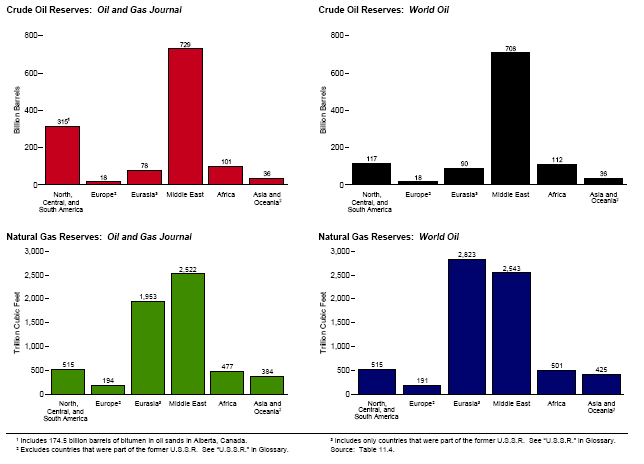 Crude Oil Reserves: Oil and Gas Journal
800
600
400
200
0
Billion Barrels
315¹
18
78
729
101
36
North,
Central, and
South America
Europe²
Eurasia³
Middle East
Africa
Asia and
Oceania²
Crude Oil Reserves: World Oil
800
600
400
200
0
Billion Barrels
117
18
90
708
112
36
North,
Central, and
South America
Europe²
Eurasia³
Middle East
Africa
Asia and
Oceania²
Natural Gas Reserves: Oil and Gas Journal
3,000
2,500
2,000
1,500
1,000
500
0
Trillion Cubic Feet
515
194
1,953
2,522
477
384
North,
Central, and
South America
Europe²
Eurasia³
Middle East
Africa
Asia and
Oceania²
Natural Gas Reserves: World Oil
3,000
2,500
2,000
1,500
1,000
500
0
Trillion Cubic Feet
515
191
2,823
2,543
501
425
North,
Central, and
South America
Europe²
Eurasia³
Middle East
Africa
Asia and
Oceania²
¹ Includes 174.5 billion barrels of bitumen in oil sands in Alberta, Canada.
² Excludes countries that were part of the former U.S.S.R. See "U.S.S.R." in Glossary.
³ Includes only countries that were part of the former U.S.S.R. See "U.S.S.R." in Glossary.
Source: Table 11.4.